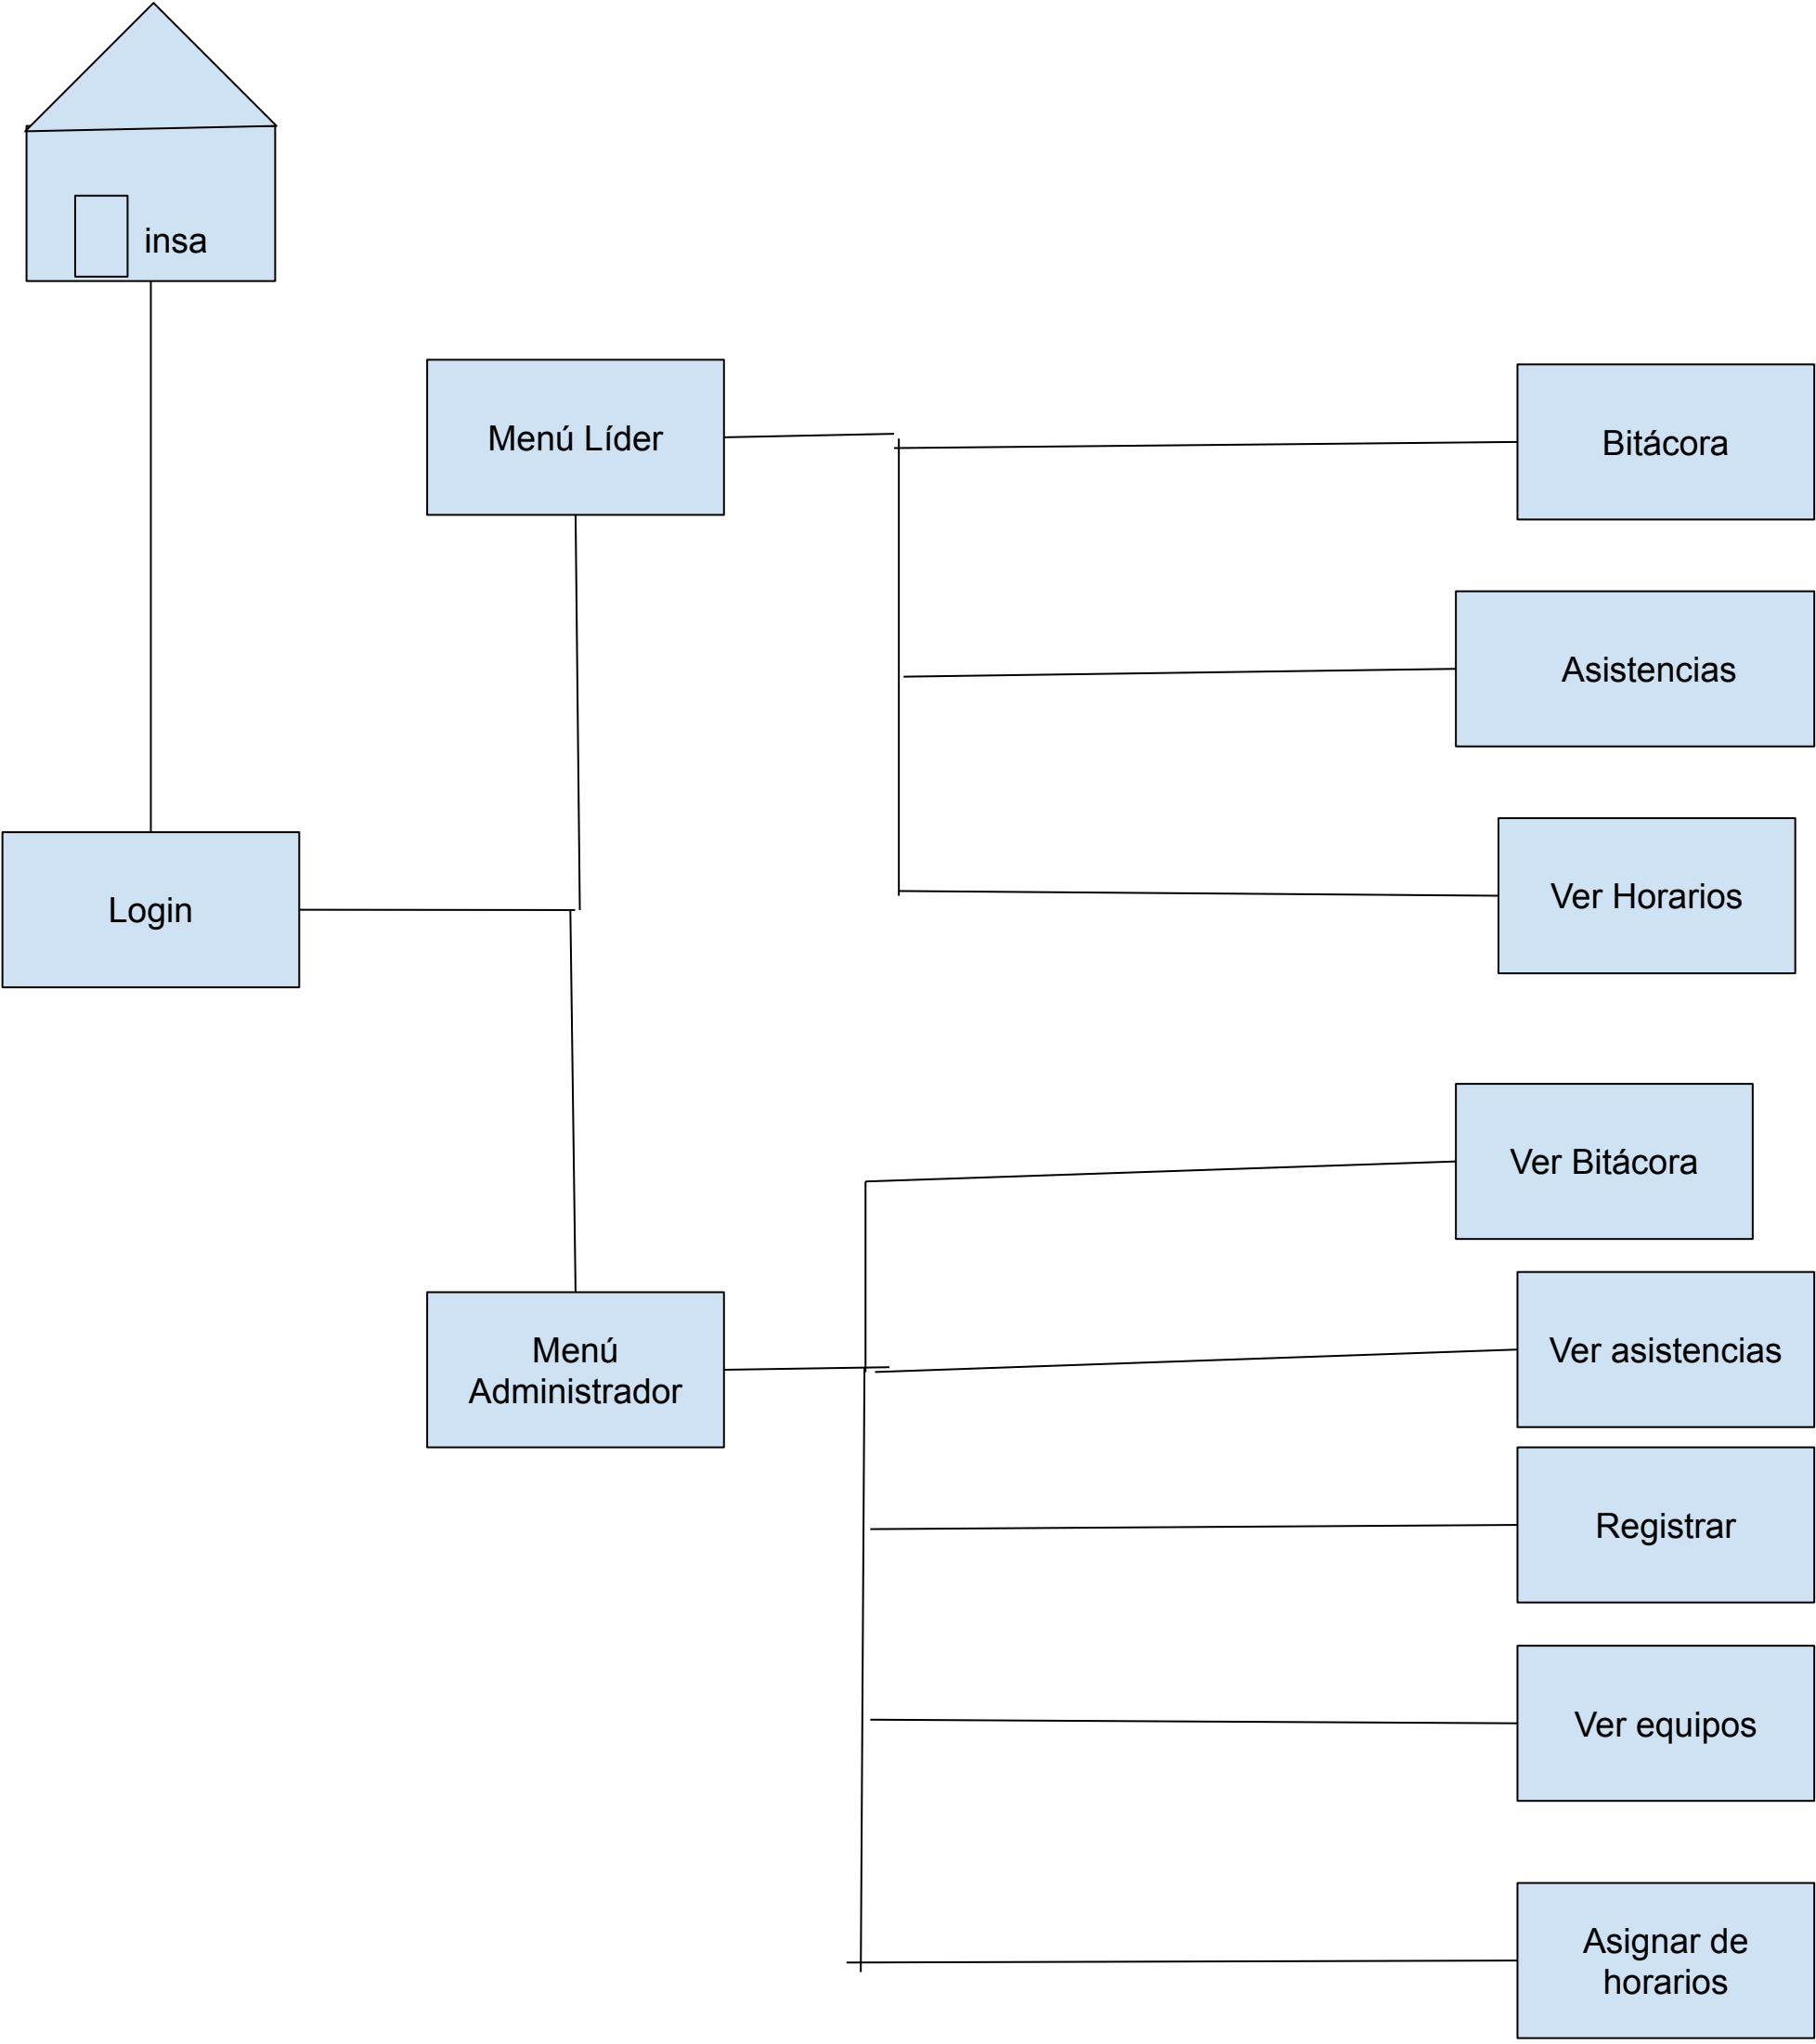 insa
Menú Líder
Bitácora
Asistencias
Ver Horarios
Login
Ver Bitácora
Menú
Administrador
Ver asistencias
Registrar
Ver equipos
Asignar de
horarios